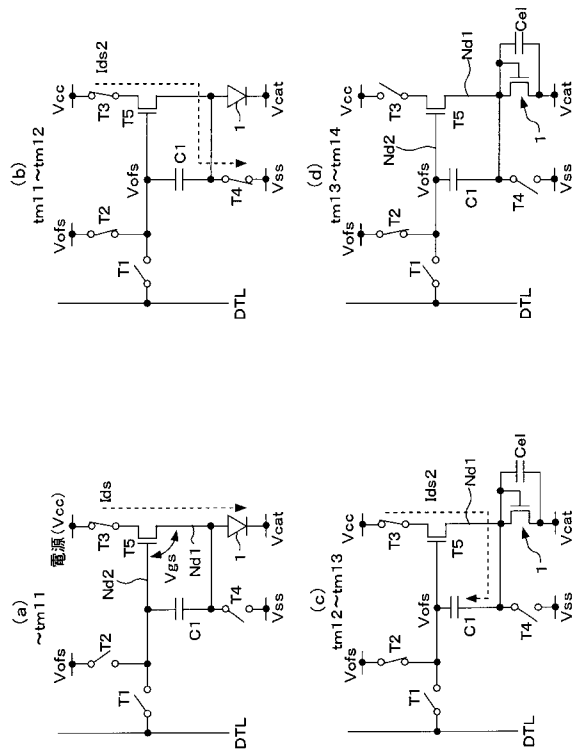 (a)
~tm11
電源(Vcc)
Vofs
T2
T3
Ids
Nd2
T5
Vgs
Nd1
T1
C1
T4
1
DTL
Vss
Vcat
(b)
tm11~tm12
Vofs
Vcc
T2
T3
Ids2
Vofs
T5
T1
C1
T4
1
DTL
Vss
Vcat
(c)
tm12~tm13
Vofs
Vcc
T2
T3
Ids2
Vofs
T5
Nd1
T1
C1
Cel
T4
1
DTL
Vss
Vcat
(d)
tm13~tm14
Vofs
Vcc
T2
T3
Nd2
Vofs
T5
Nd1
T1
C1
Cel
T4
1
DTL
Vss
Vcat